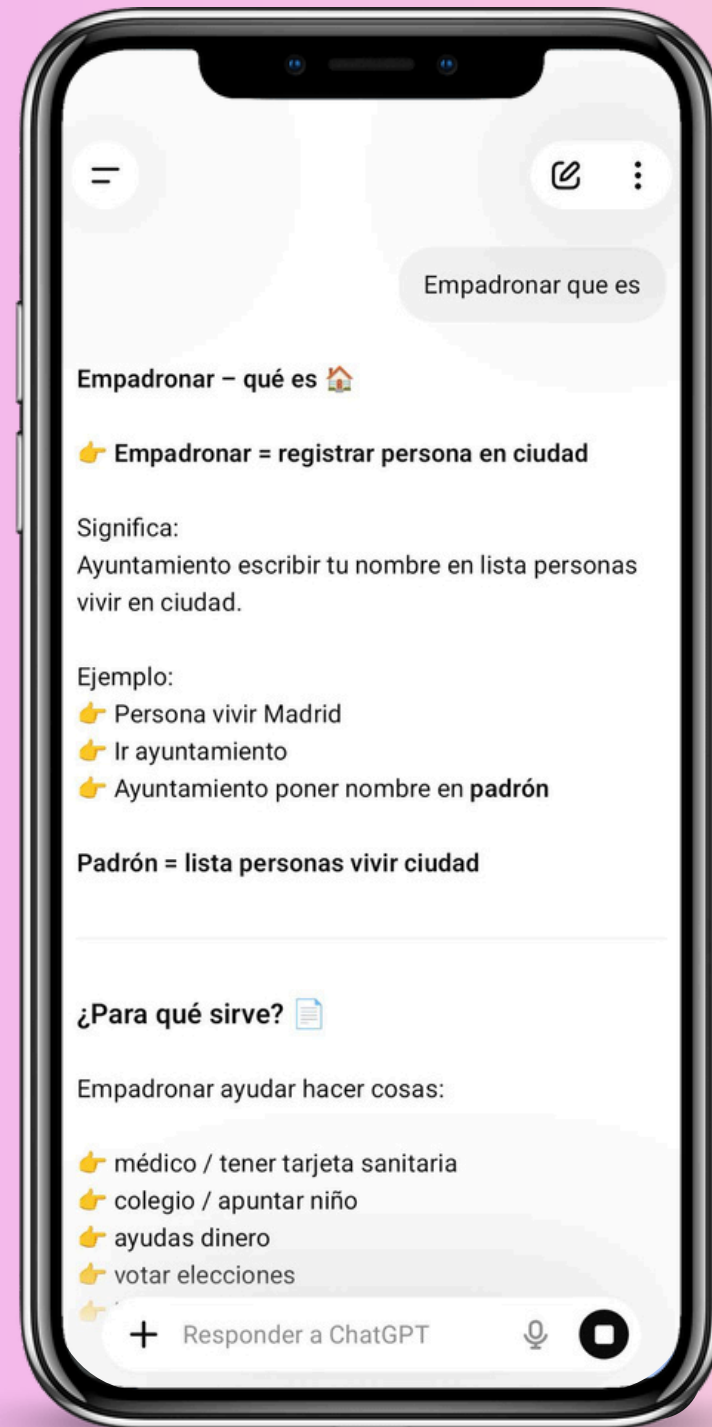 Empadronar que es
Empadronar – qué es 🏠
👉 Empadronar = registrar persona en ciudad
Significa:
Ayuntamiento escribir tu nombre en lista personas
vivir en ciudad.
Ejemplo:
👉 Persona vivir Madrid
👉 Ir ayuntamiento
👉 Ayuntamiento poner nombre en padrón
Padrón = lista personas vivir ciudad
¿Para qué sirve? 📄
Empadronar ayudar hacer cosas:
👉 médico / tener tarjeta sanitaria
👉 colegio / apuntar niño
👉 ayudas dinero
👉 votar elecciones
Responder a ChatGPT